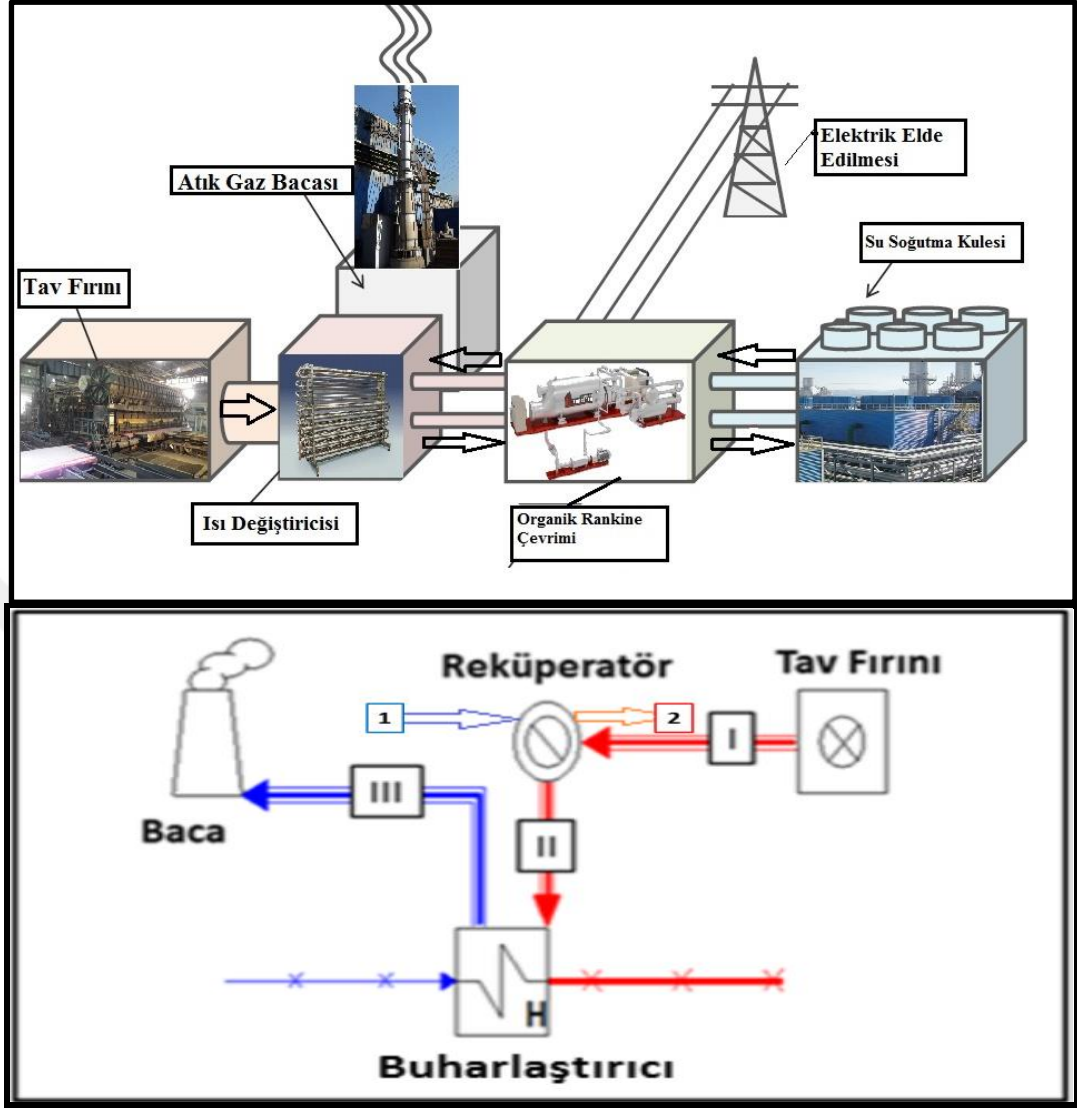 Atık Gaz Bacası
Elektrik Elde
Edilmesi
Su Soğutma Kulesi
Tav Fırını
Isı Değiştiricisi
Organik Rankine
Çevrimi
Reküperatör
Tav Fırını
1
2
I
III
Baca
II
H
Buharlaştırıcı